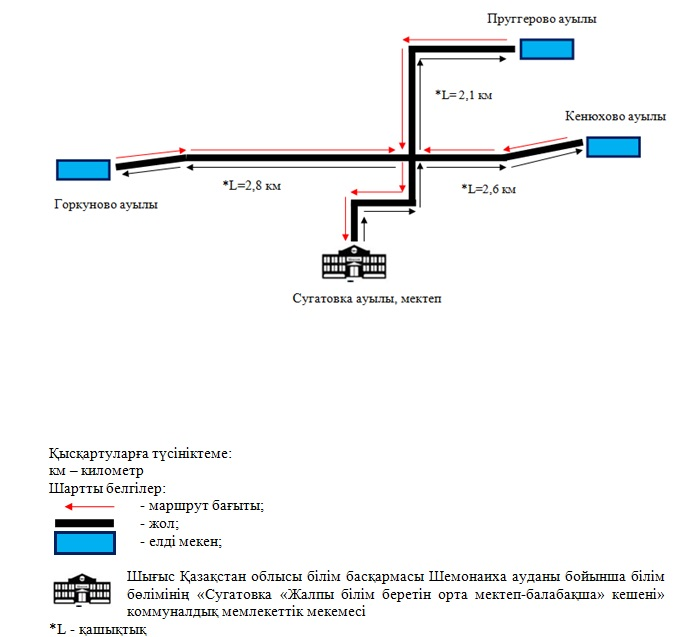 Пруггерово ауылы
*L= 2,1 км
Кенюхово ауылы
*L=2,8 км
*L=2,6 км
Горкуново ауылы
Сугатовка ауылы, мектеп
Қысқартуларға түсініктеме:
км – километр
Шартты белгілер:
- маршрут бағыты;
- жол;
- елді мекен;
Шығыс Қазақстан облысы білім басқармасы Шемонаиха ауданы бойынша білім
бөлімінің «Сугатовка «Жалпы білім беретін орта мектеп-балабақша» кешені»
коммуналдық мемлекеттік мекемесі
*L - қашықтық